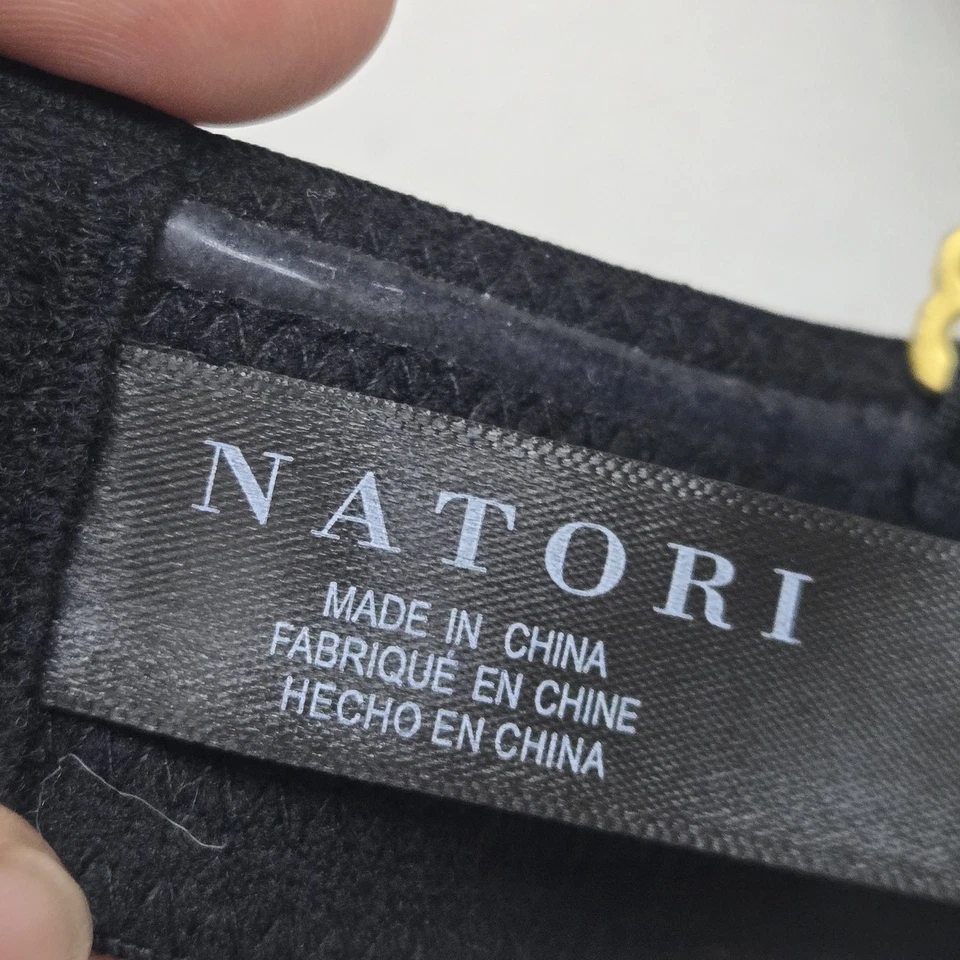 NATORI
MADE IN CHINA
FABRIQUÉ EN CHINE
HECHO EN CHINA